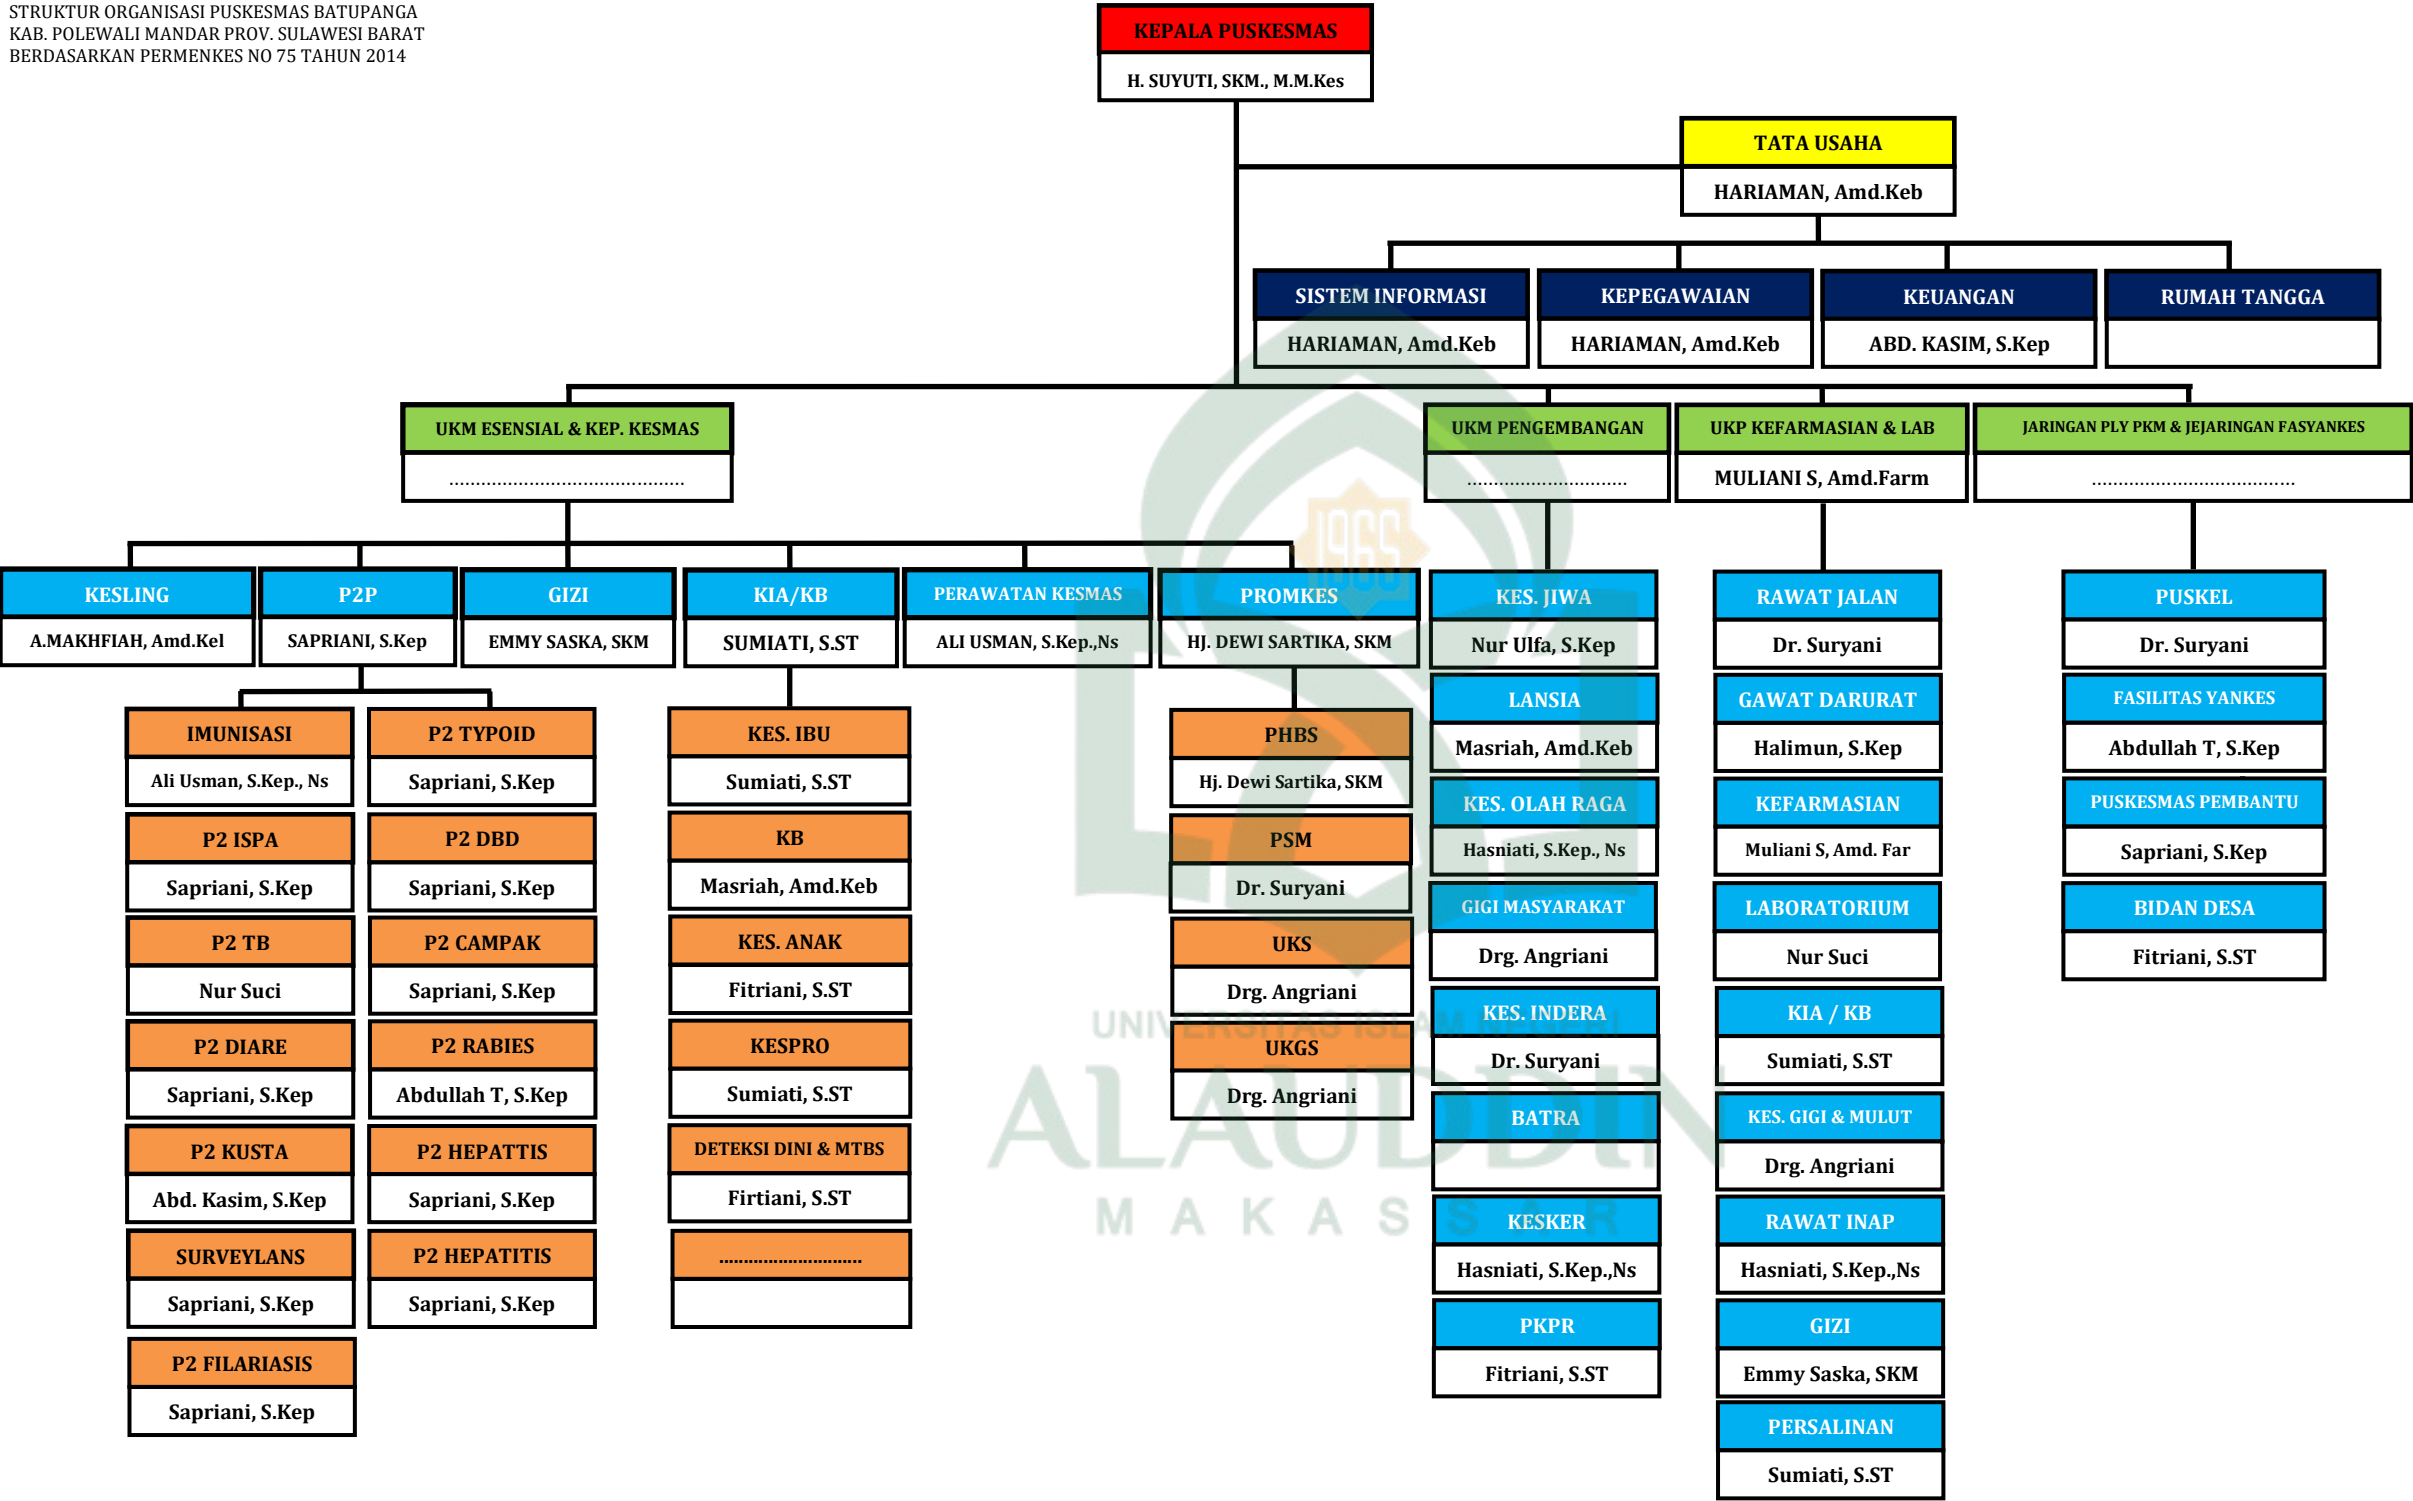 STRUKTUR ORGANISASI PUSKESMAS BATUPANGA
KAB. POLEWALI MANDAR PROV. SULAWESI BARAT
BERDASARKAN PERMENKES NO 75 TAHUN 2014
KEPALA PUSKESMAS
H. SUYUTI, SKM., M.M.Kes
TATA USAHA
HARIAMAN, Amd.Keb
SISTEM INFORMASI
HARIAMAN, Amd.Keb
KEPEGAWAIAN
HARIAMAN, Amd.Keb
KEUANGAN
ABD. KASIM, S.Kep
RUMAH TANGGA
UKM ESENSIAL & KEP. KESMAS
............................................
UKM PENGEMBANGAN
..............................
UKP KEFARMASIAN & LAB
MULIANI S, Amd.Farm
JARINGAN PLY PKM & JEJARINGAN FASYANKES
......................................
KESLING
A.MAKHFIAH, Amd.Kel
P2P
SAPRIANI, S.Kep
GIZI
EMMY SASKA, SKM
KIA/KB
SUMIATI, S.ST
PERAWATAN KESMAS
ALI USMAN, S.Kep.,Ns
PROMKES
HJ. DEWI SARTIKA, SKM
IMUNISASI
Ali Usman, S.Kep., Ns
P2 ISPA
Sapriani, S.Kep
P2 TB
Nur Suci
P2 DIARE
Sapriani, S.Kep
P2 KUSTA
Abd. Kasim, S.Kep
SURVEYLANS
Sapriani, S.Kep
P2 FILARIASIS
Sapriani, S.Kep
P2 TYPOID
Sapriani, S.Kep
P2 DBD
Sapriani, S.Kep
P2 CAMPAK
Sapriani, S.Kep
P2 RABIES
Abdullah T, S.Kep
P2 HEPATTIS
Sapriani, S.Kep
P2 HEPATITIS
Sapriani, S.Kep
KES. IBU
Sumiati, S.ST
KB
Masriah, Amd.Keb
KES. ANAK
Fitriani, S.ST
KESPRO
Sumiati, S.ST
DETEKSI DINI & MTBS
Firtiani, S.ST
.............................
PHBS
Hj. Dewi Sartika, SKM
PSM
Dr. Suryani
UKS
Drg. Angriani
UKGS
Drg. Angriani
KES. JIWA
Nur Ulfa, S.Kep
LANSIA
Masriah, Amd.Keb
KES. OLAH RAGA
Hasniati, S.Kep., Ns
GIGI MASYARAKAT
Drg. Angriani
KES. INDERA
Dr. Suryani
BATRA
KESKER
Hasniati, S.Kep.,Ns
PKPR
Fitriani, S.ST
RAWAT JALAN
Dr. Suryani
GAWAT DARURAT
Halimun, S.Kep
KEFARMASIAN
Muliani S, Amd. Far
LABORATORIUM
Nur Suci
KIA / KB
Sumiati, S.ST
KES. GIGI & MULUT
Drg. Angriani
RAWAT INAP
Hasniati, S.Kep.,Ns
GIZI
Emmy Saska, SKM
PERSALINAN
Sumiati, S.ST
PUSKEL
Dr. Suryani
FASILITAS YANKES
Abdullah T, S.Kep
PUSKESMAS PEMBANTU
Sapriani, S.Kep
BIDAN DESA
Fitriani, S.ST
1965
UNIVERSITAS ISLAM NEGERI
ALAUDDIN
MAKASSAR